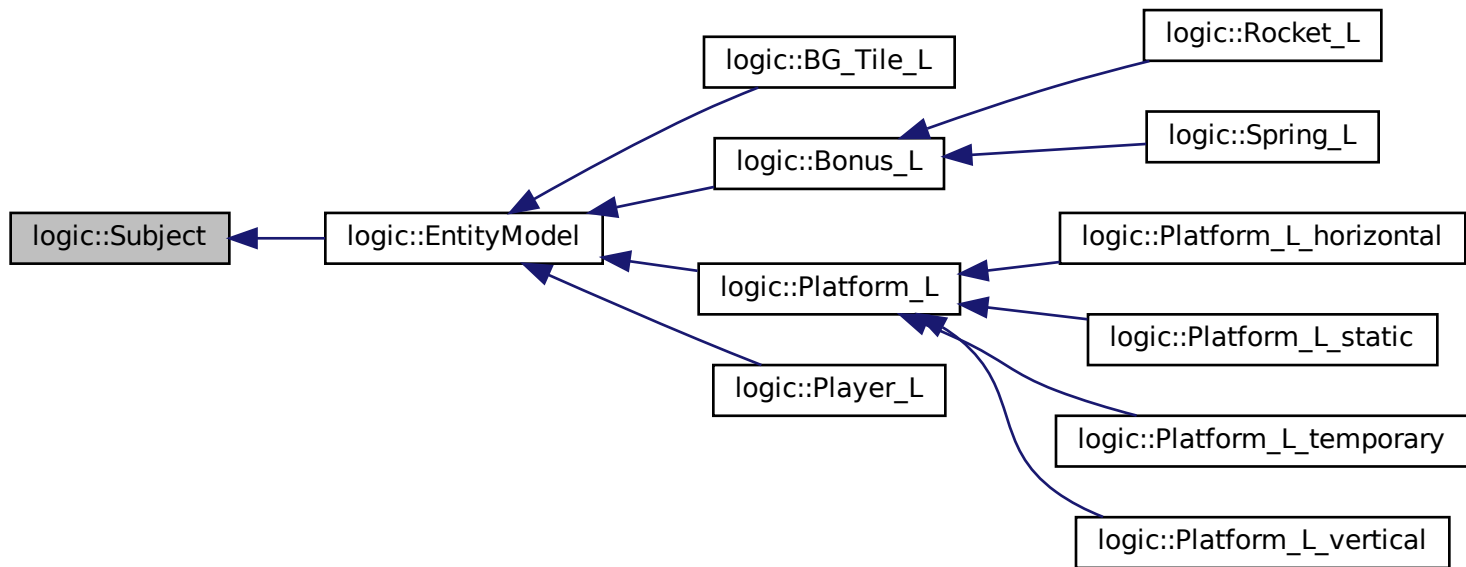 logic::Rocket_L
logic::BG_Tile_L
logic::Spring_L
logic::Bonus_L
logic::Subject
logic::EntityModel
logic::Platform_L_horizontal
logic::Platform_L
logic::Platform_L_static
logic::Player_L
logic::Platform_L_temporary
logic::Platform_L_vertical